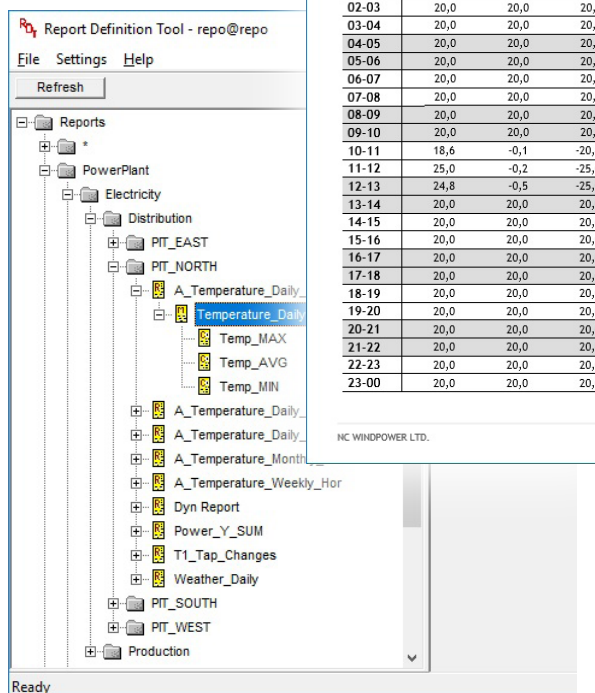 Report Definition Tool - repo@repo
File Settings Help
Refresh
Reports
*
PowerPlant
Electricity
Distribution
PIT_EAST
PIT_NORTH
A_Temperature_Daily_
Temperature_Daily
Temp_MAX
Temp_AVG
Temp_MIN
A_Temperature_Daily_
A_Temperature_Daily_
A_Temperature_Month
A_Temperature_Weekly_Hor
Dyn Report
Power_Y_SUM
T1_Tap_Changes
Weather_Daily
PIT_SOUTH
PIT_WEST
Production
Ready
02-03 20,0 20,0 20,
03-04 20,0 20,0 20,
04-05 20,0 20,0 20,
05-06 20,0 20,0 20,
06-07 20,0 20,0 20,
07-08 20,0 20,0 20,
08-09 20,0 20,0 20,
09-10 20,0 20,0 20,
10-11 18,6 -0,1 -20,
11-12 25,0 -0,2 -25,
12-13 24,8 -0,5 -25,
13-14 20,0 20,0 20,
14-15 20,0 20,0 20,
15-16 20,0 20,0 20,
16-17 20,0 20,0 20,
17-18 20,0 20,0 20,
18-19 20,0 20,0 20,
19-20 20,0 20,0 20,
20-21 20,0 20,0 20,
21-22 20,0 20,0 20,
22-23 20,0 20,0 20,
23-00 20,0 20,0 20,
NC WINDPOWER LTD.